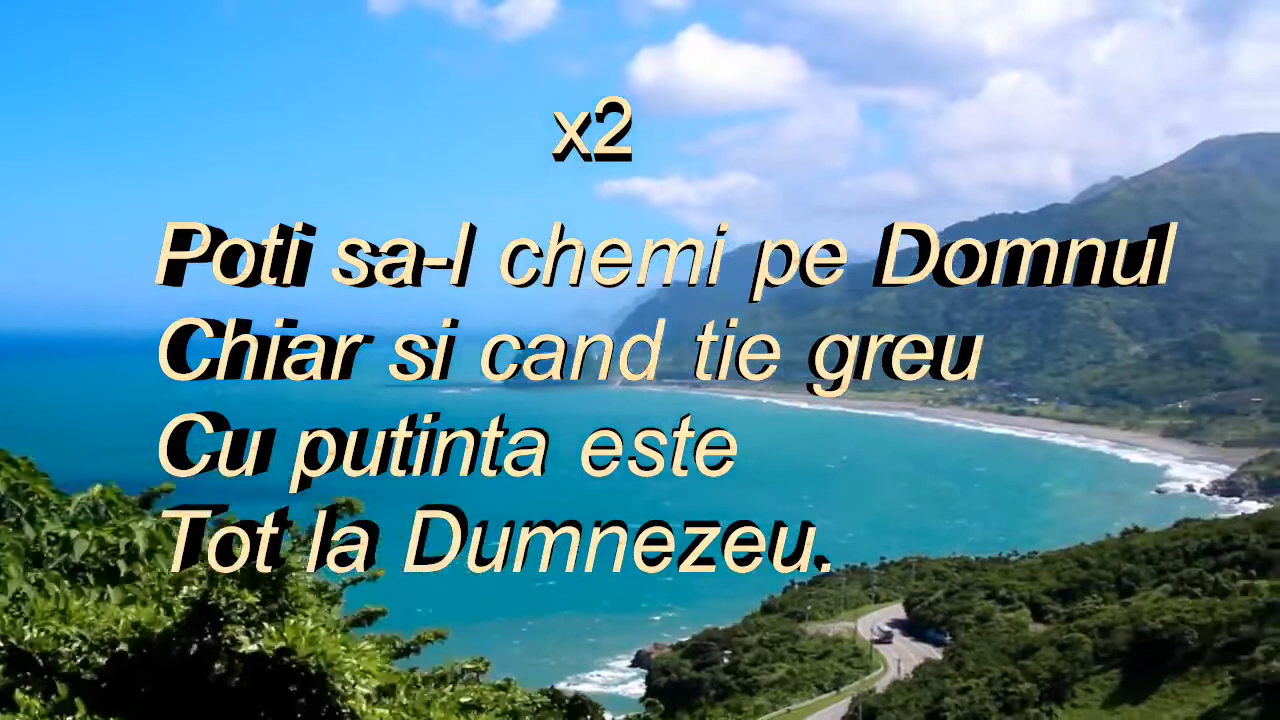 x2
Poti sa-l chemi pe Domnul
Chiar si cand tie greu
Cu putinta este
Tot la Dumnezeu.